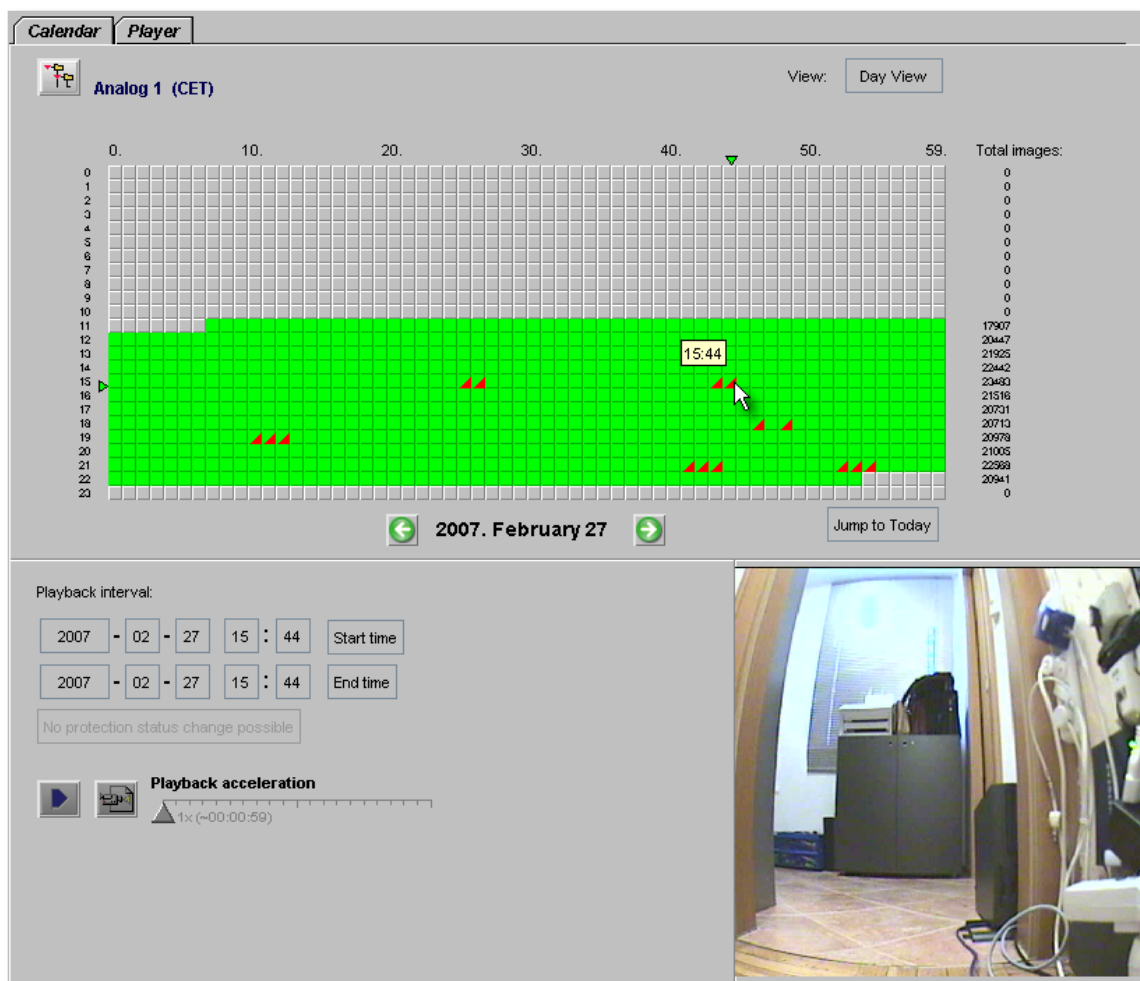 Calendar Player
Analog 1 (CET)
View: Day View
0. 10. 20. 30. 40. 50. 59. Total images:
0 0
1 0
2 0
3 0
4 0
5 0
6 0
7 0
8 0
9 0
10 0
11 17907
12 20447
13 21925
15:44
14 22442
15 23483
16 21516
17 20731
18 20713
19 20978
20 21005
21 22568
22 20941
23 0
2007. February 27
Jump to Today
Playback interval:
2007 - 02 - 27 15 : 44 Start time
2007 - 02 - 27 15 : 44 End time
No protection status change possible
Playback acceleration
1x (~00:00:59)